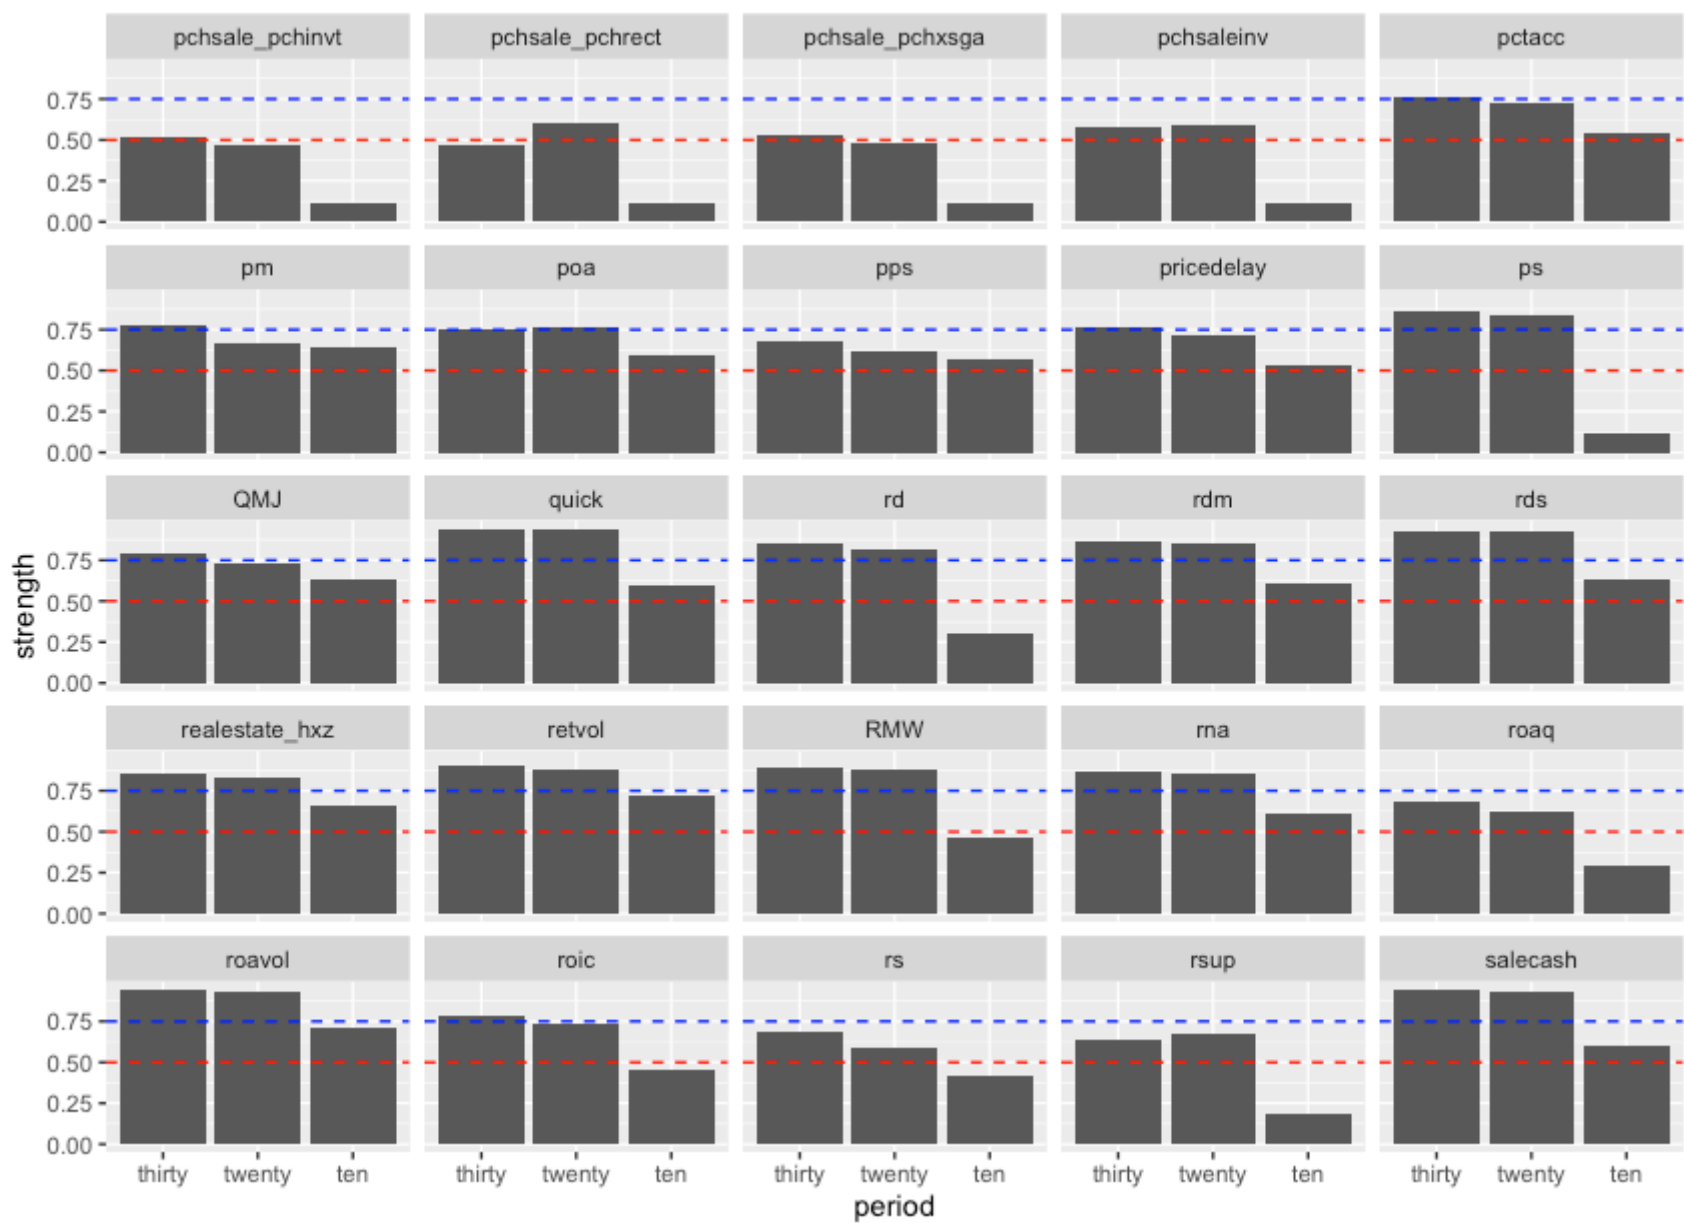 pchsale_pchinvt pchsale_pchrect pchsale_pchxsga pchsaleinv pctacc
0.75
0.50
0.25
0.00
pm poa pps pricedelay ps
0.75
0.50
0.25
0.00
QMJ quick rd rdm rds
0.75
0.50
0.25
0.00
realestate_hxz retvol RMW rna roaq
0.75
0.50
0.25
0.00
roavol roic rs rsup salecash
0.75
0.50
0.25
0.00
thirty twenty ten thirty twenty ten thirty twenty ten thirty twenty ten thirty twenty ten
period
strength